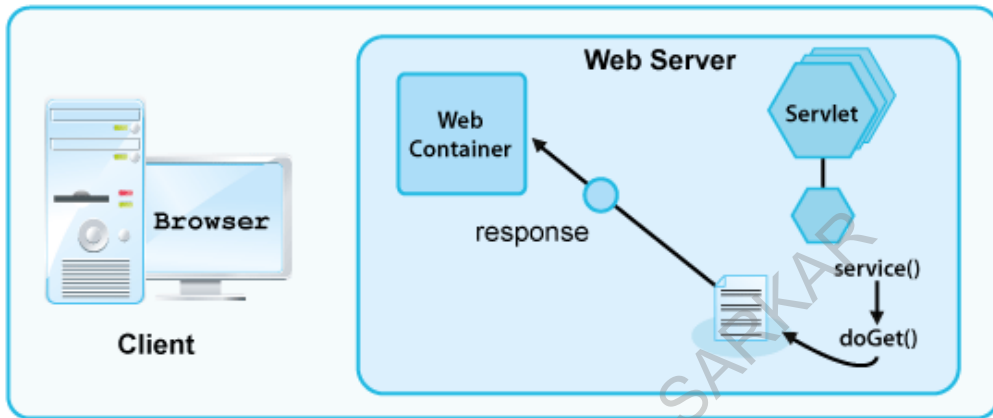 Web Server
Web
Container
Servlet
Browser
response
service()
doGet()
Client
SARKAR